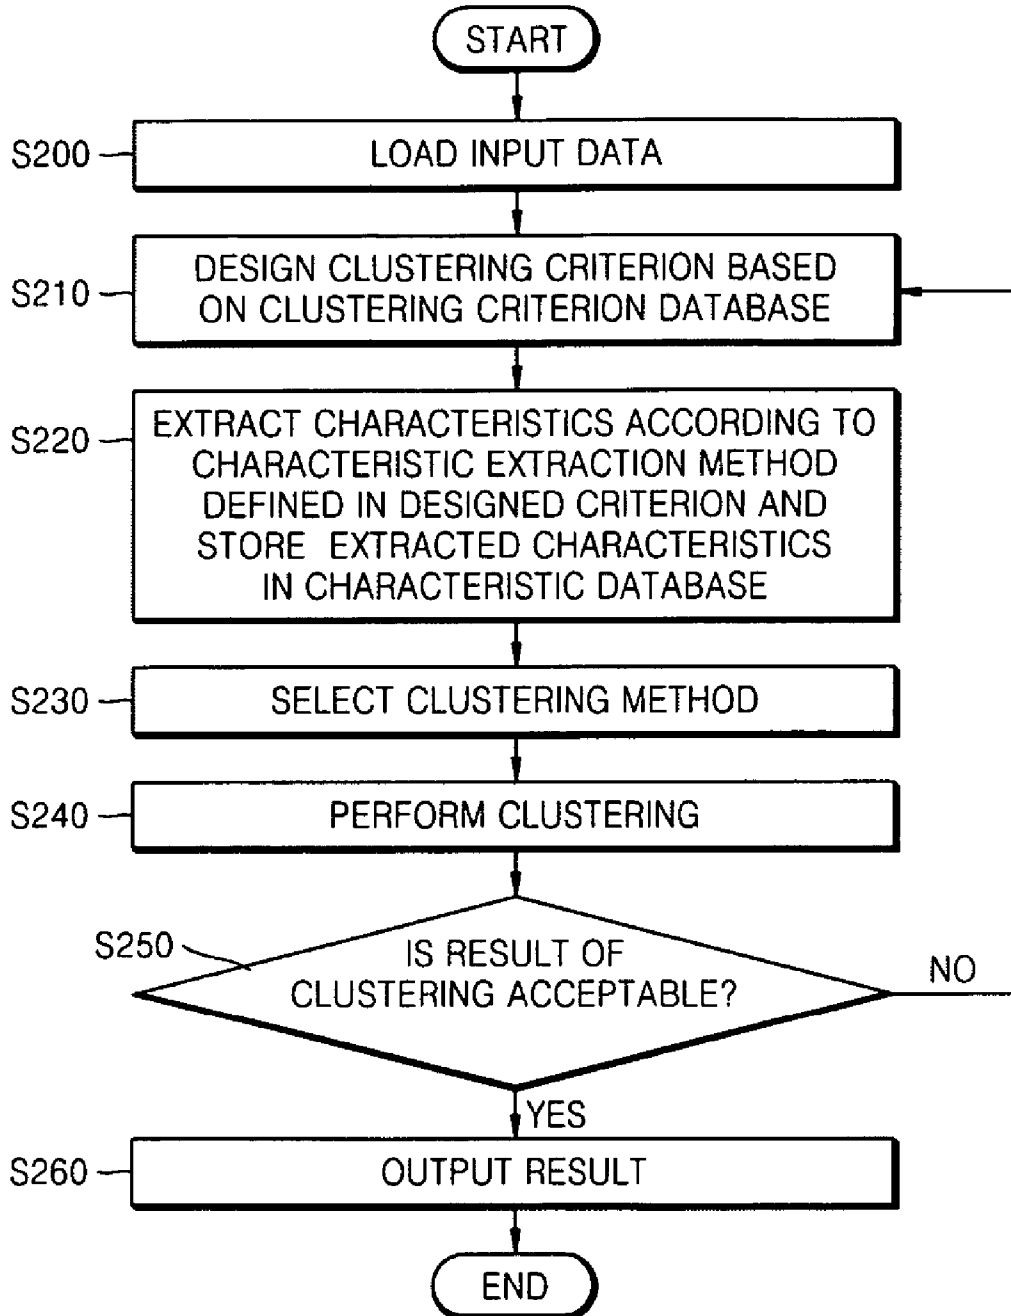 START
S200
LOAD INPUT DATA
S210
DESIGN CLUSTERING CRITERION BASED
ON CLUSTERING CRITERION DATABASE
S220
EXTRACT CHARACTERISTICS ACCORDING TO
CHARACTERISTIC EXTRACTION METHOD
DEFINED IN DESIGNED CRITERION AND
STORE EXTRACTED CHARACTERISTICS
IN CHARACTERISTIC DATABASE
S230
SELECT CLUSTERING METHOD
S240
PERFORM CLUSTERING
S250
IS RESULT OF
CLUSTERING ACCEPTABLE?
NO
YES
S260
OUTPUT RESULT
END